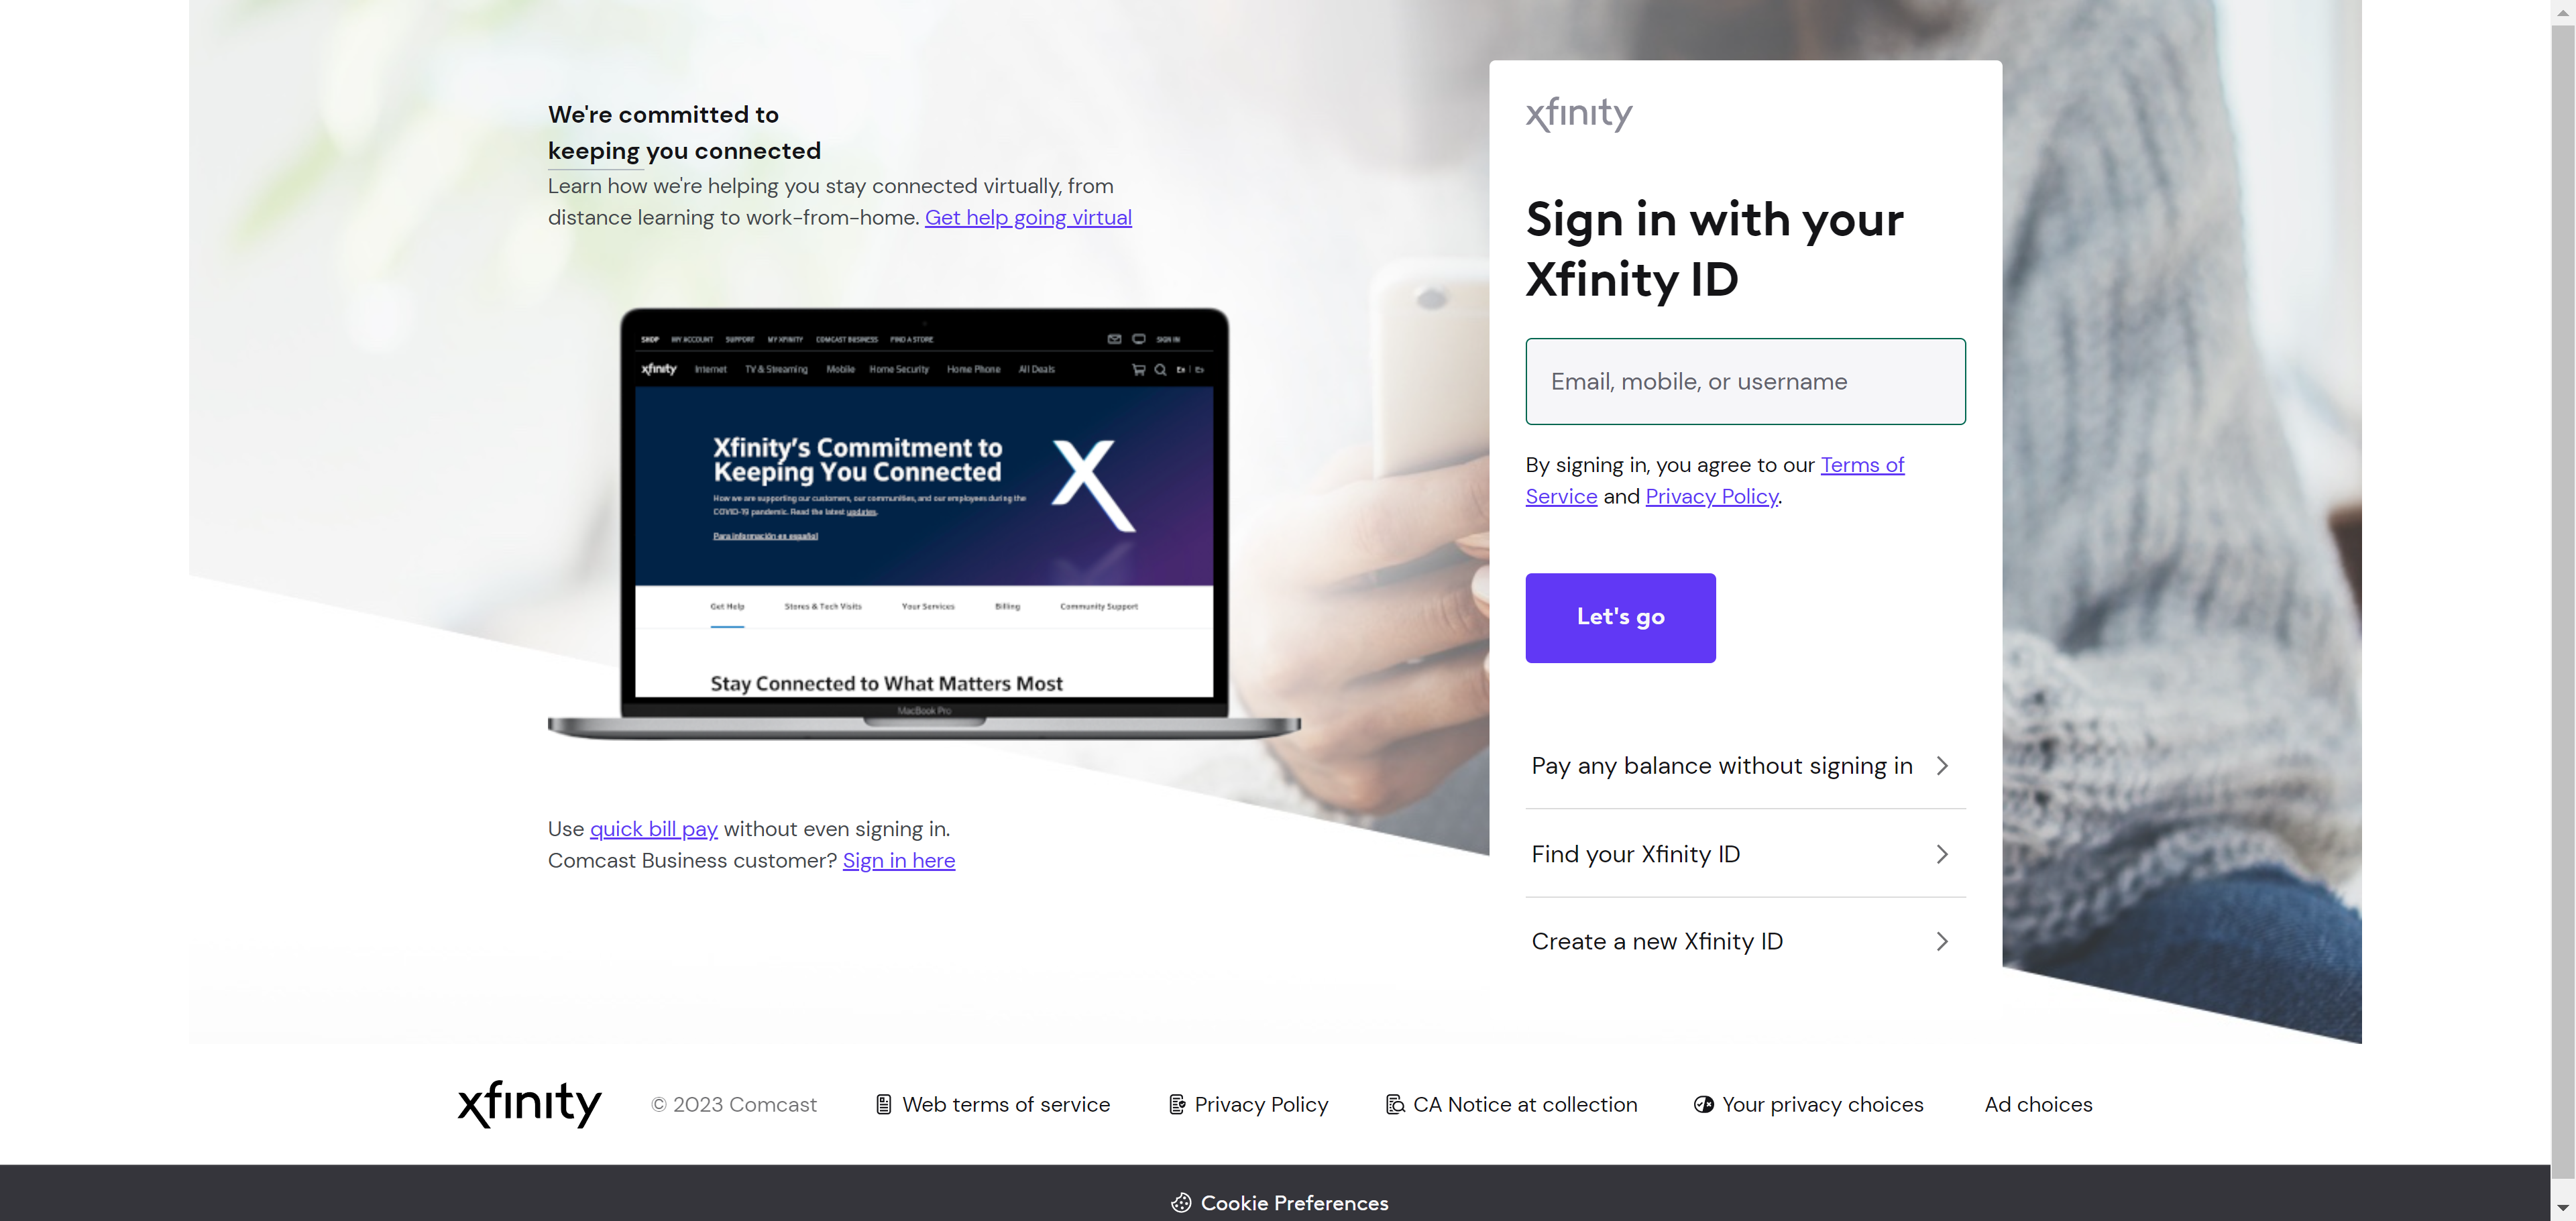 We're committed to
keeping you connected
Learn how we're helping you stay connected virtually, from
distance learning to work-from-home. Get help going virtual
SHOP MY ACCOUNT SUPPORT MY XFINITY COMCAST BUSINESS FIND A STORE SIGN IN
xfinity Internet TV & Streaming Mobile Home Security Home Phone All Deals
Xfinity's Commitment to
Keeping You Connected
How we are supporting our customers, our communities, and our employees during the
COVID-19 pandemic. Read the latest updates.
Para información en español
Get Help Stores & Tech Visits Your Services Billing Community Support
Stay Connected to What Matters Most
MacBook Pro
Use quick bill pay without even signing in.
Comcast Business customer? Sign in here
xfinity
Sign in with your
Xfinity ID
Email, mobile, or username
By signing in, you agree to our Terms of
Service and Privacy Policy.
Let's go
Pay any balance without signing in
Find your Xfinity ID
Create a new Xfinity ID
xfinity © 2023 Comcast Web terms of service Privacy Policy CA Notice at collection Your privacy choices Ad choices
Cookie Preferences